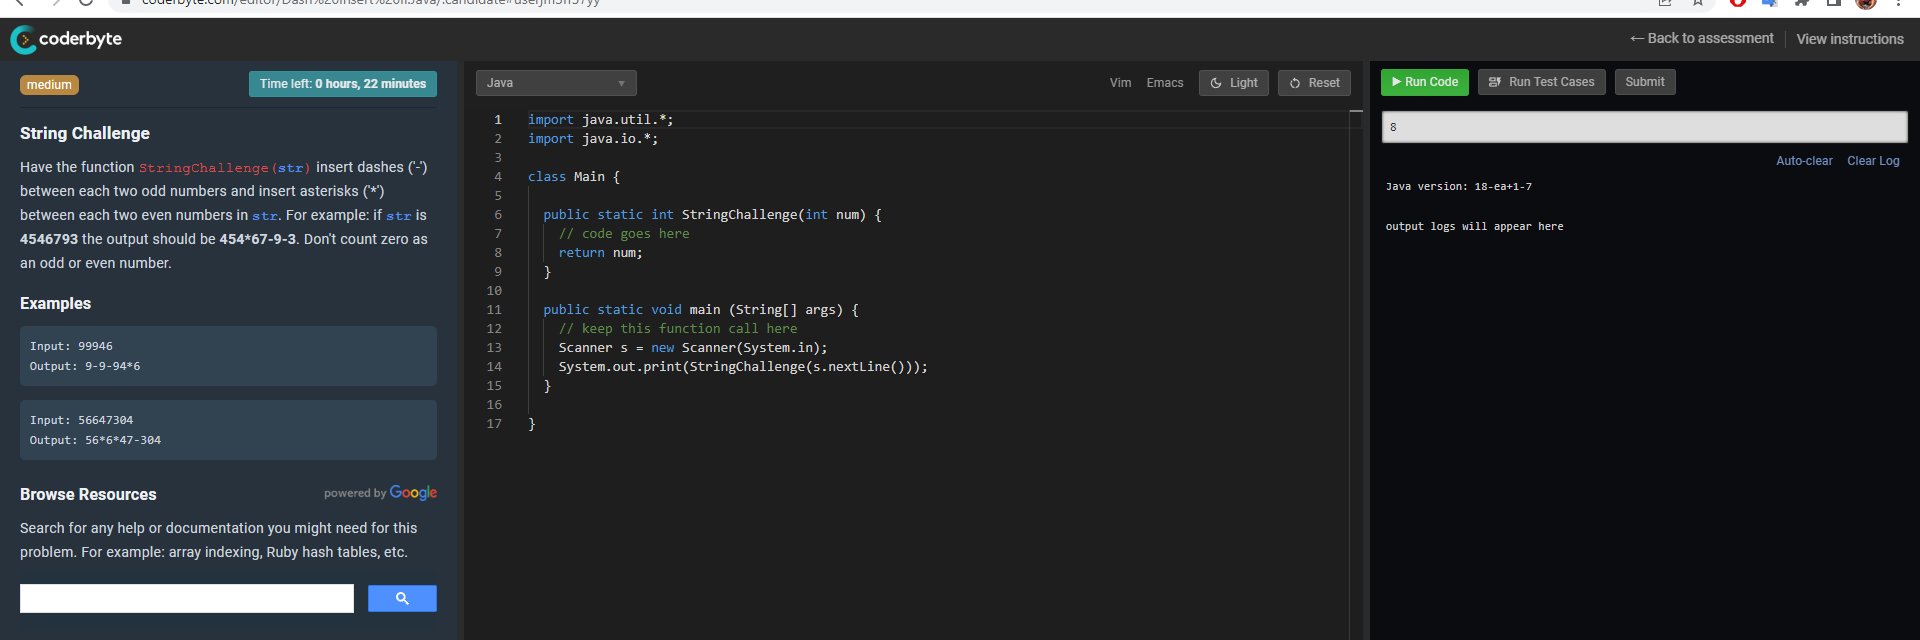 coderbyte
← Back to assessment
View instructions
medium
Time left: 0 hours, 22 minutes
String Challenge
Have the function StringChallenge(str) insert dashes ('-')
between each two odd numbers and insert asterisks ('*')
between each two even numbers in str. For example: if str is
4546793 the output should be 454*67-9-3. Don't count zero as
an odd or even number.
Examples
Input: 99946
Output: 9-9-94*6
Input: 56647304
Output: 56*6*47-304
Browse Resources
powered by Google
Search for any help or documentation you might need for this
problem. For example: array indexing, Ruby hash tables, etc.
Java
Vim
Emacs
Light
Reset
1 import java.util.*;
2 import java.io.*;
3
4 class Main {
5
6 public static int StringChallenge(int num) {
7 // code goes here
8 return num;
9 }
10
11 public static void main (String[] args) {
12 // keep this function call here
13 Scanner s = new Scanner(System.in);
14 System.out.print(StringChallenge(s.nextLine()));
15 }
16
17 }
Run Code
Run Test Cases
Submit
8
Auto-clear
Clear Log
Java version: 18-ea+1-7
output logs will appear here